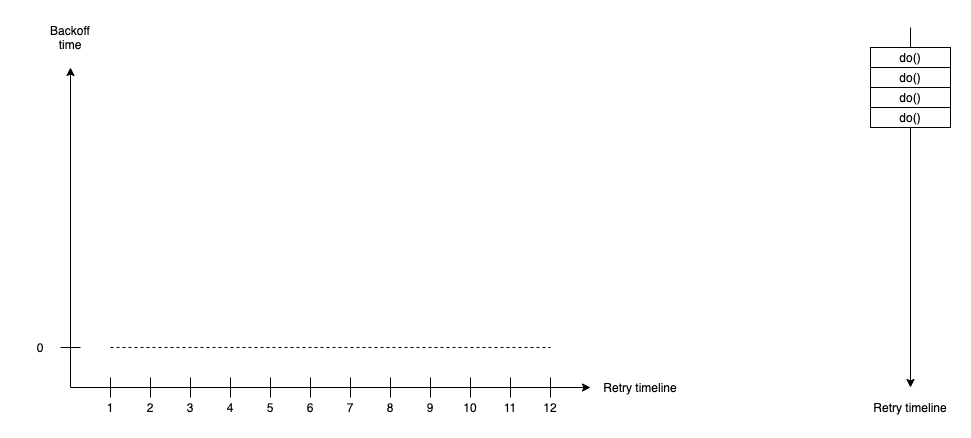 Backoff
time
do()
do()
do()
do()
0
Retry timeline
1 2 3 4 5 6 7 8 9 10 11 12
Retry timeline